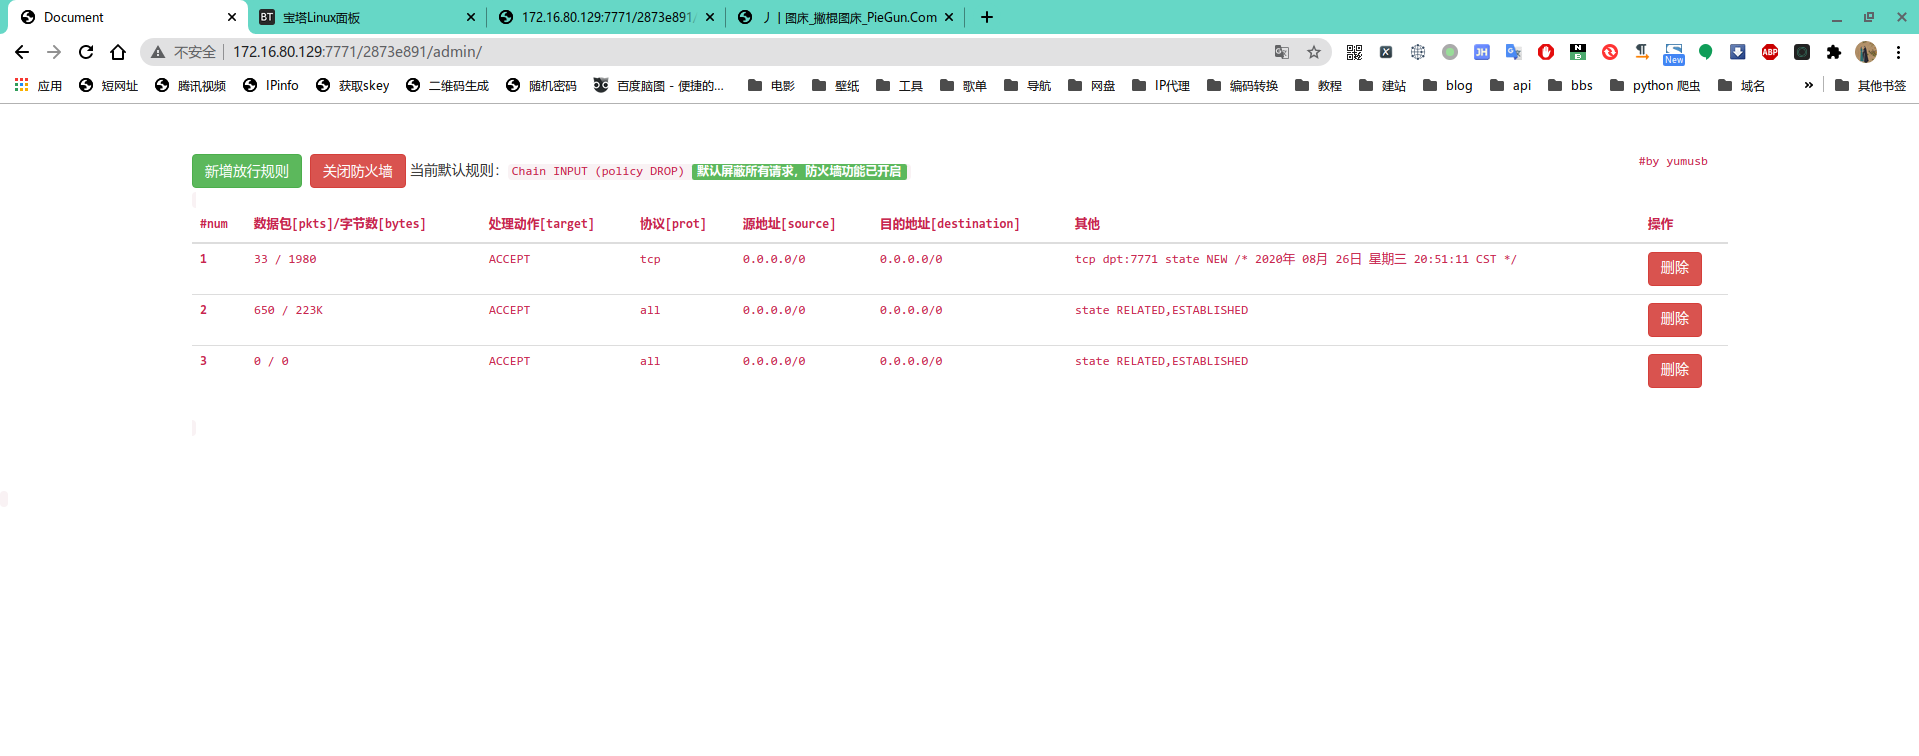 Document
BT 宝塔Linux面板
172.16.80.129:7771/2873e891/
丿 | 图床_撇棍图床_PieGun.Com
不安全 172.16.80.129:7771/2873e891/admin/
JH
New
ABP
应用 短网址 腾讯视频 IPinfo 获取skey 二维码生成 随机密码 百度脑图 - 便捷的... 电影 壁纸 工具 歌单 导航 网盘 IP代理 编码转换 教程 建站 blog api bbs python 爬虫 域名 » 其他书签
新增放行规则 关闭防火墙 当前默认规则： Chain INPUT (policy DROP) 默认屏蔽所有请求，防火墙功能已开启 #by yumusb
#num 数据包[pkts]/字节数[bytes] 处理动作[target] 协议[prot] 源地址[source] 目的地址[destination] 其他 操作
1 33 / 1980 ACCEPT tcp 0.0.0.0/0 0.0.0.0/0 tcp dpt:7771 state NEW /* 2020年 08月 26日 星期三 20:51:11 CST */ 删除
2 650 / 223K ACCEPT all 0.0.0.0/0 0.0.0.0/0 state RELATED,ESTABLISHED 删除
3 0 / 0 ACCEPT all 0.0.0.0/0 0.0.0.0/0 state RELATED,ESTABLISHED 删除